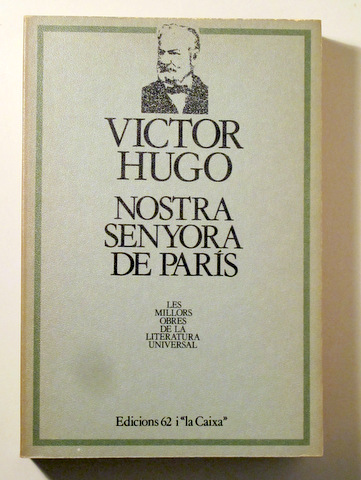 VICTOR
HUGO
NOSTRA
SENYORA
DE PARÍS
LES
MILLORS
OBRES
DE LA
LITERATURA
UNIVERSAL
Edicions 62 i "la Caixa"